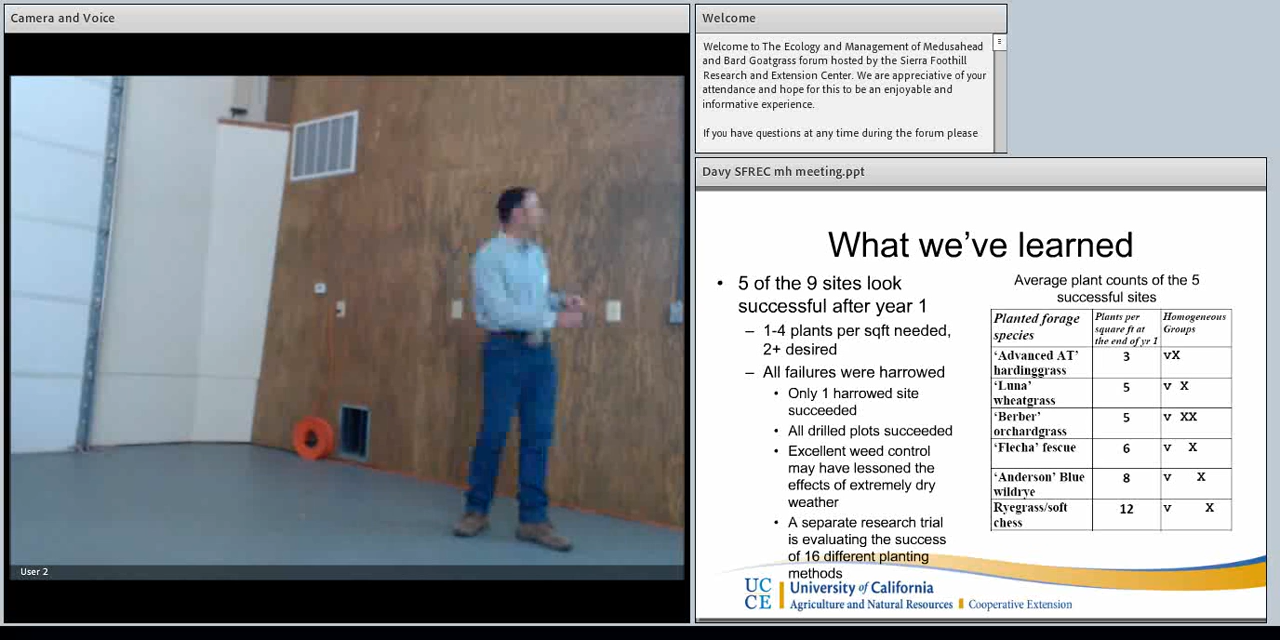 Camera and Voice
User 2
Welcome
Welcome to The Ecology and Management of Medusahead
and Bard Goatgrass forum hosted by the Sierra Foothill
Research and Extension Center. We are appreciative of your
attendance and hope for this to be an enjoyable and
informative experience.
If you have questions at any time during the forum please
Davy SFREC mh meeting.ppt
What we've learned
• 5 of the 9 sites look
successful after year 1
– 1-4 plants per sqft needed,
2+ desired
– All failures were harrowed
• Only 1 harrowed site
succeeded
• All drilled plots succeeded
• Excellent weed control
may have lessoned the
effects of extremely dry
weather
• A separate research trial
is evaluating the success
of 16 different planting
methods
Average plant counts of the 5
successful sites
Planted forage species Plants per square ft at the end of yr 1 Homogeneous Groups
'Advanced AT' hardinggrass 3 vX
'Luna' wheatgrass 5 v X
'Berber' orchardgrass 5 v XX
'Flecha' fescue 6 v X
'Anderson' Blue wildrye 8 v X
Ryegrass/soft chess 12 v X
UC
CE
University of California
Agriculture and Natural Resources Cooperative Extension